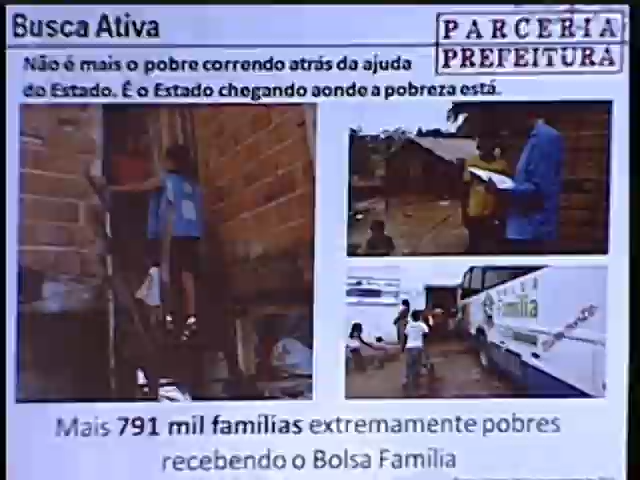 Busca Ativa
PARCERIA
PREFEITURA
Não é mais o pobre correndo atrás da ajuda
do Estado. É o Estado chegando aonde a pobreza está.
Família
Mais 791 mil famílias extremamente pobres
recebendo o Bolsa Família